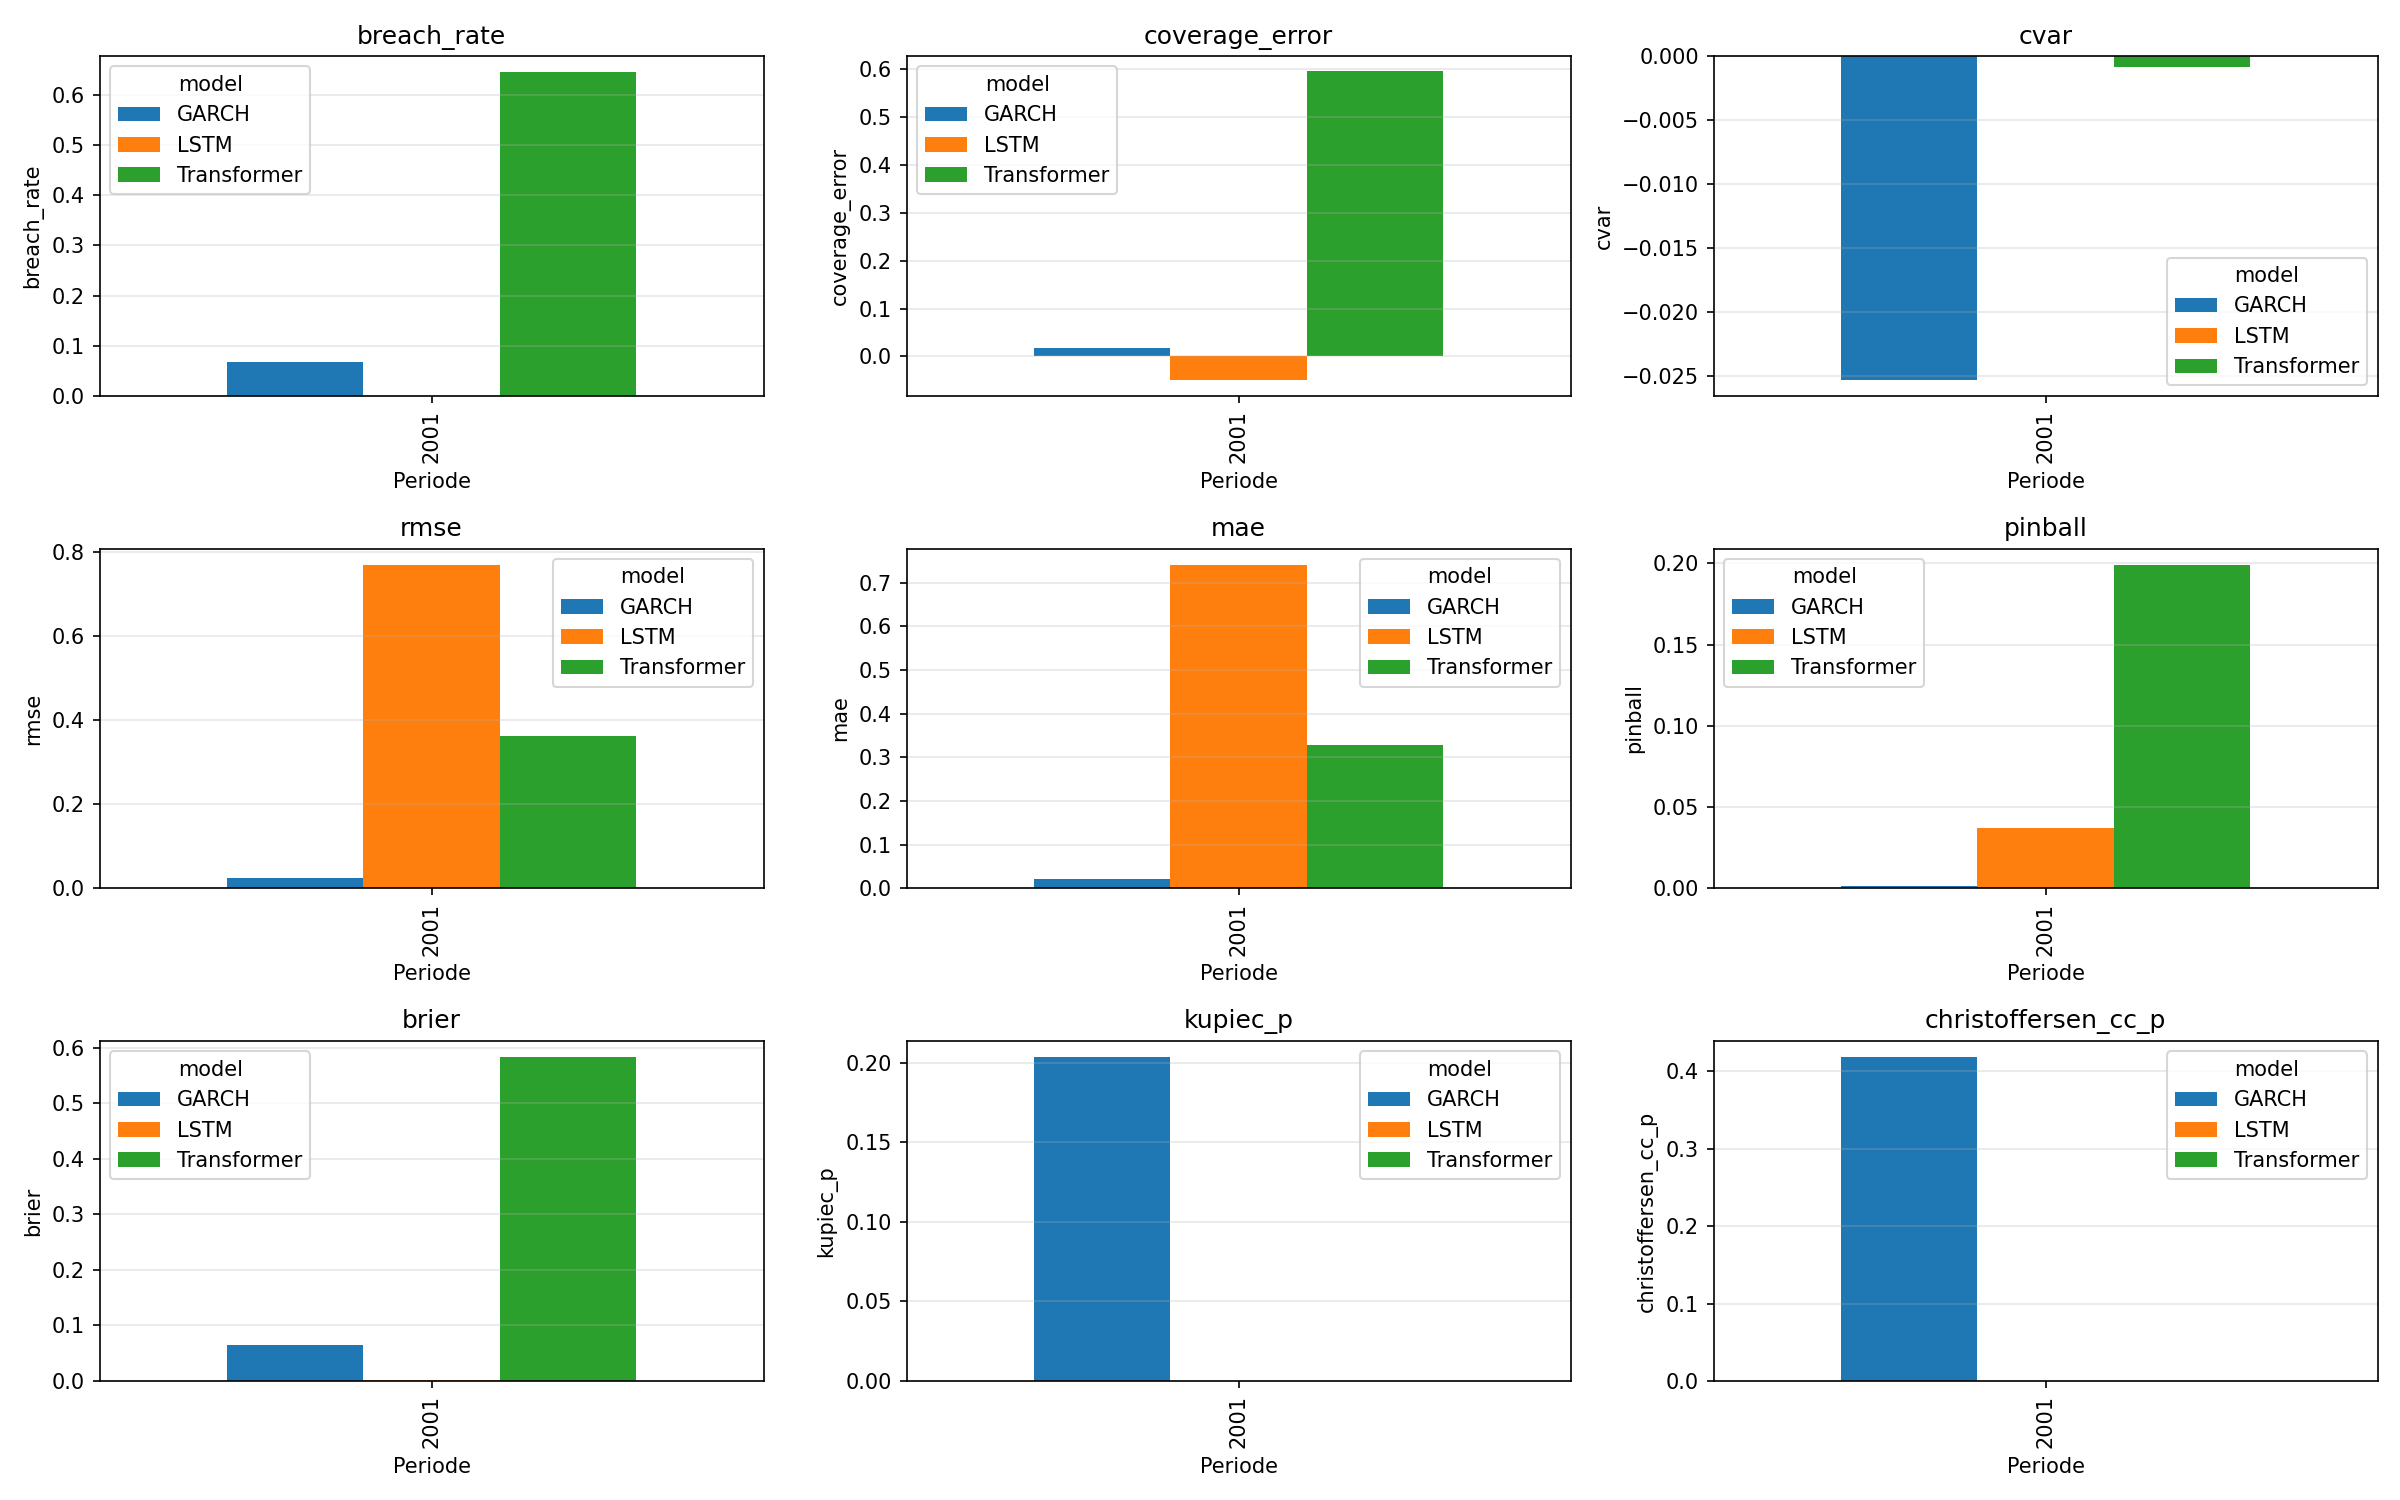 breach_rate
breach_rate
0.6
0.5
0.4
0.3
0.2
0.1
0.0
model
GARCH
LSTM
Transformer
2001
Periode
coverage_error
coverage_error
0.6
0.5
0.4
0.3
0.2
0.1
0.0
model
GARCH
LSTM
Transformer
2001
Periode
cvar
cvar
0.000
−0.005
−0.010
−0.015
−0.020
−0.025
model
GARCH
LSTM
Transformer
2001
Periode
rmse
rmse
0.8
0.6
0.4
0.2
0.0
model
GARCH
LSTM
Transformer
2001
Periode
mae
mae
0.7
0.6
0.5
0.4
0.3
0.2
0.1
0.0
model
GARCH
LSTM
Transformer
2001
Periode
pinball
pinball
0.20
0.15
0.10
0.05
0.00
model
GARCH
LSTM
Transformer
2001
Periode
brier
brier
0.6
0.5
0.4
0.3
0.2
0.1
0.0
model
GARCH
LSTM
Transformer
2001
Periode
kupiec_p
kupiec_p
0.20
0.15
0.10
0.05
0.00
model
GARCH
LSTM
Transformer
2001
Periode
christoffersen_cc_p
christoffersen_cc_p
0.4
0.3
0.2
0.1
0.0
model
GARCH
LSTM
Transformer
2001
Periode